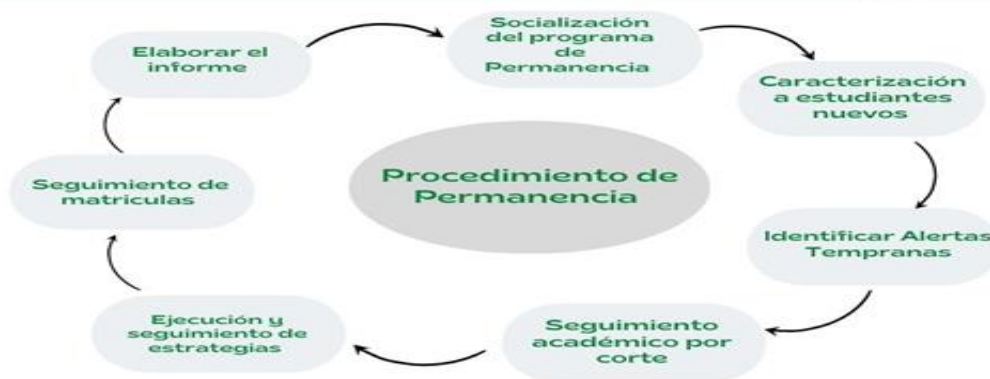 Socialización
del programa
de
Permanencia
Caracterización
a estudiantes
nuevos
Identificar Alertas
Tempranas
Seguimiento
académico por
corte
Ejecución y
seguimiento de
estrategias
Seguimiento de
matriculas
Elaborar el
informe
Procedimiento de
Permanencia